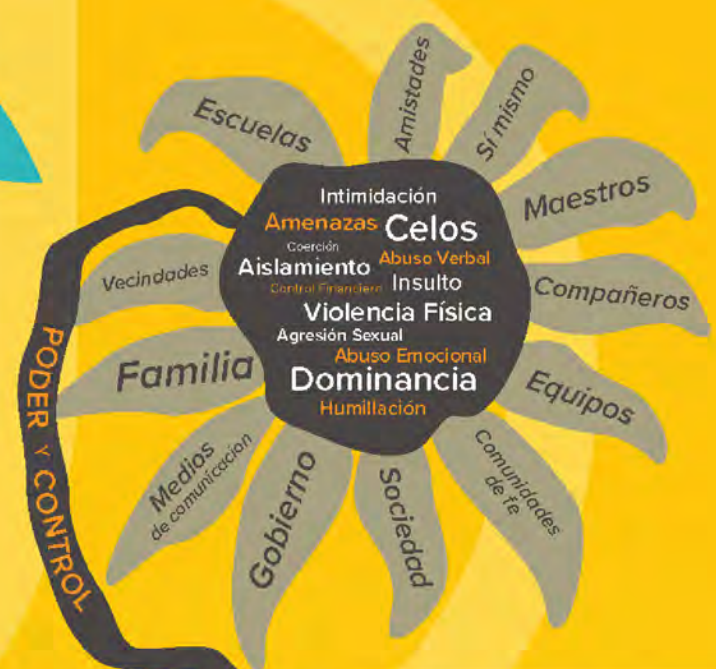 Escuelas
Amistades
Sí mismo
Maestros
Compañeros
Equipos
Comunidades
de fe
Sociedad
Gobierno
Medios
de comunicacion
Familia
Vecindades
Intimidación
Amenazas Celos
Coerción
Abuso Verbal
Aislamiento
Control Financiero Insulto
Violencia Física
Agresión Sexual
Abuso Emocional
Dominancia
Humillación
PODER Y CONTROL